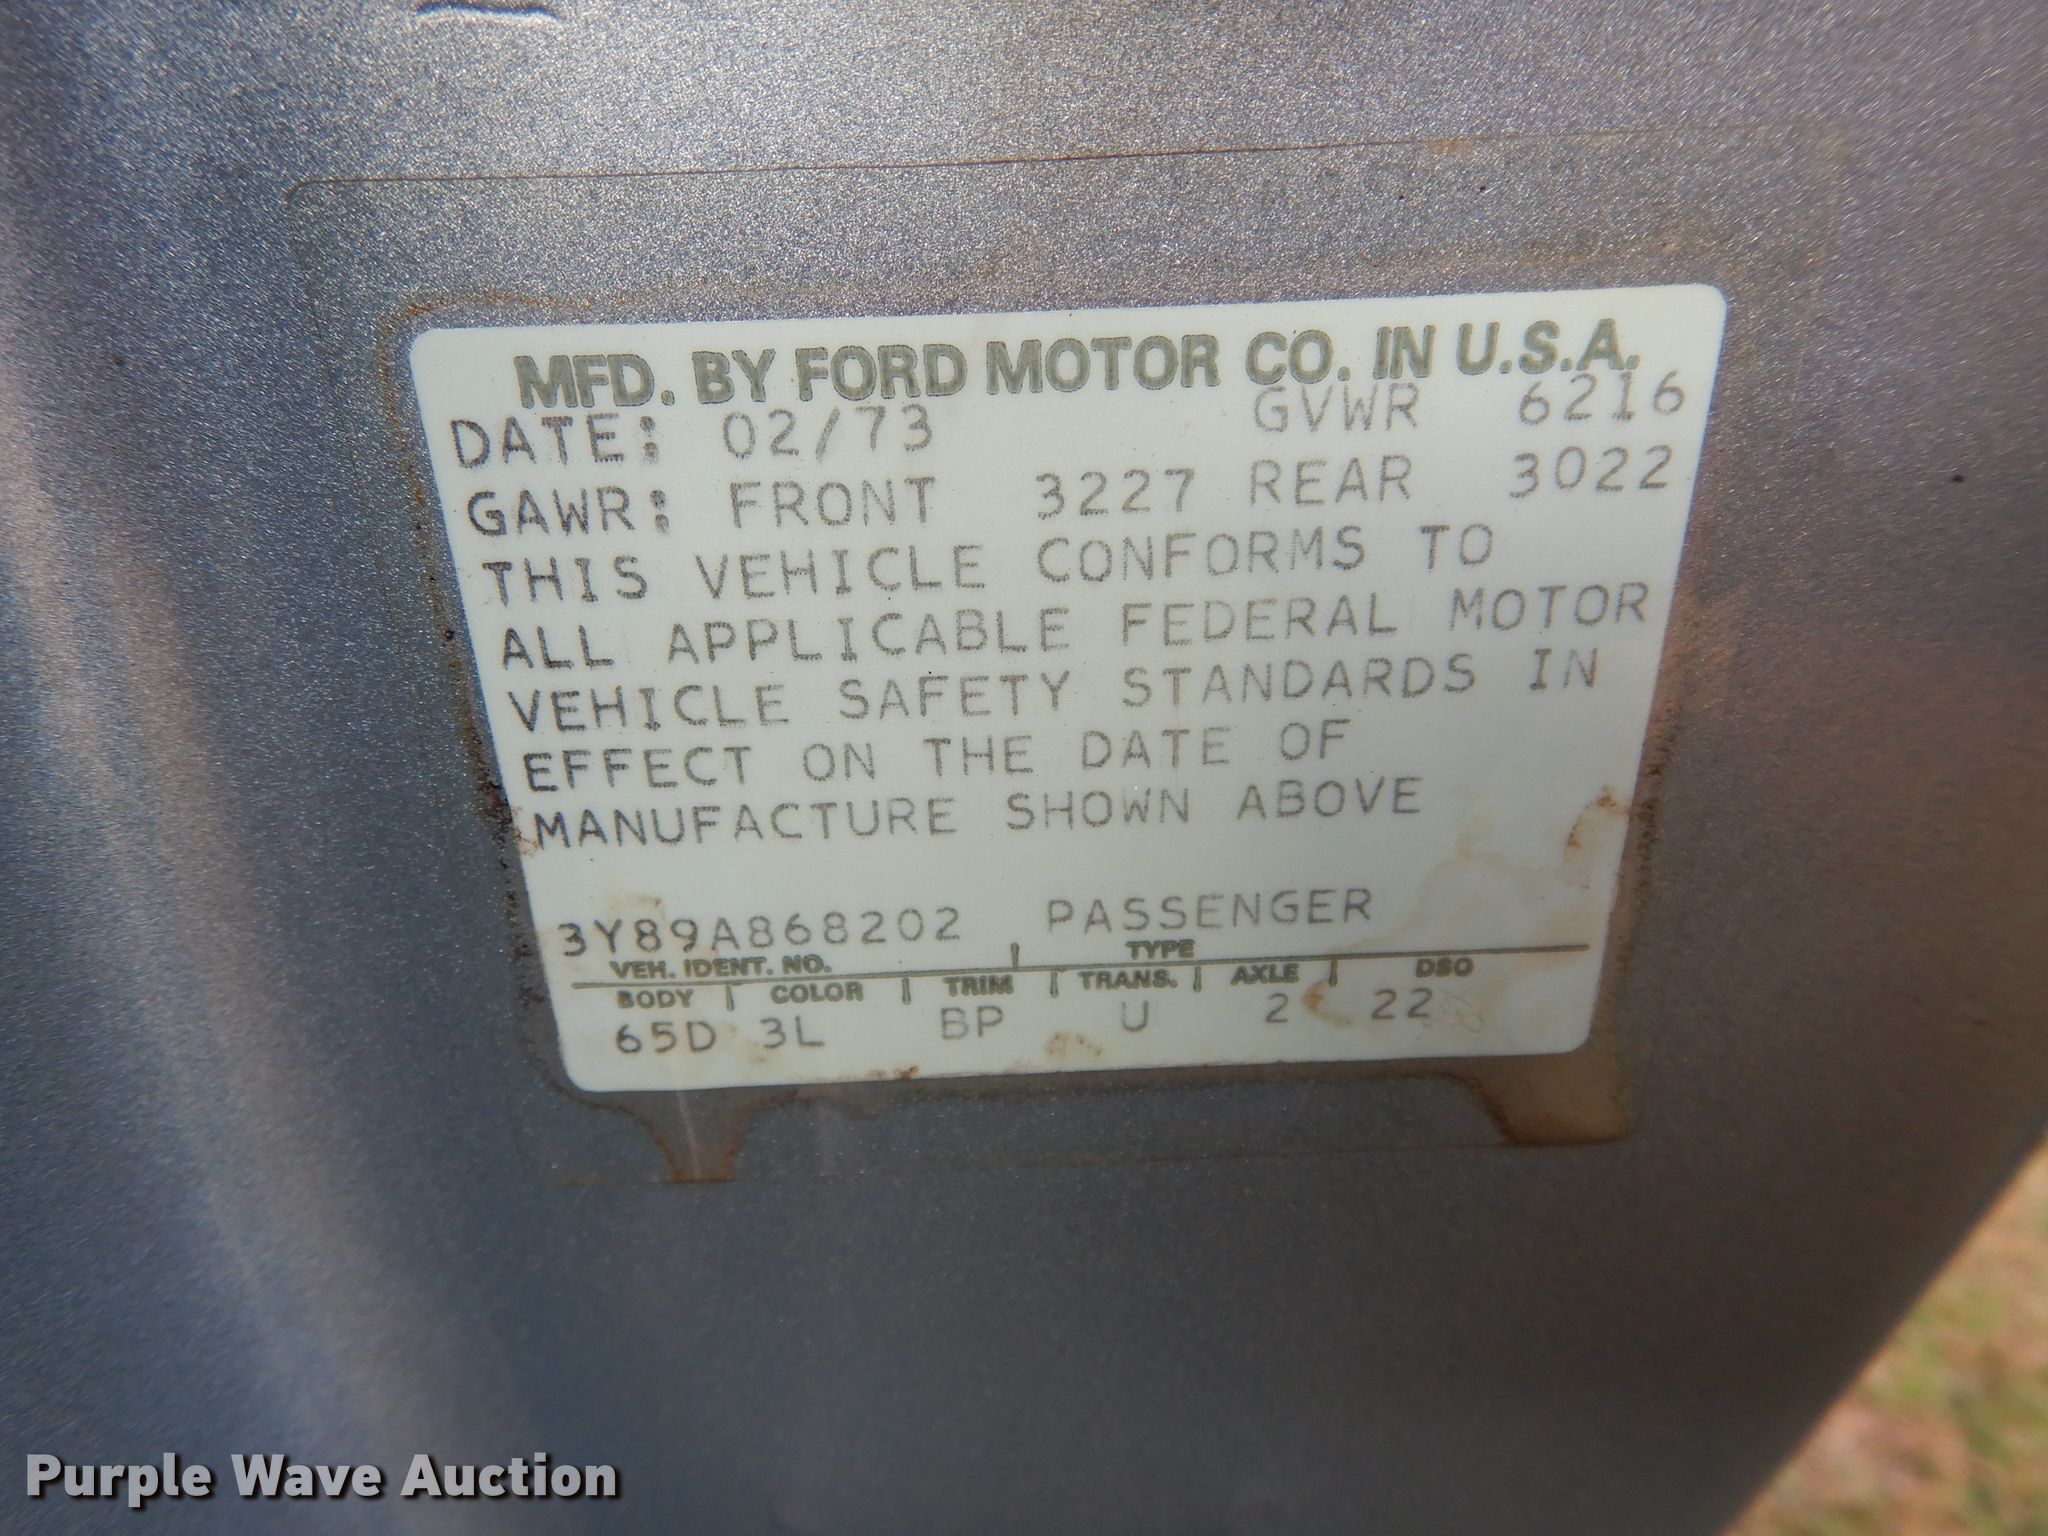 MFD. BY FORD MOTOR CO. IN U.S.A.
DATE: 02/73 GVWR 6216
GAWR: FRONT 3227 REAR 3022
THIS VEHICLE CONFORMS TO
ALL APPLICABLE FEDERAL MOTOR
VEHICLE SAFETY STANDARDS IN
EFFECT ON THE DATE OF
MANUFACTURE SHOWN ABOVE
3Y89A868202 PASSENGER
VEH. IDENT. NO. | TYPE
BODY | COLOR | TRIM | TRANS. | AXLE | DSO
65D 3L BP U 2 22
Purple Wave Auction